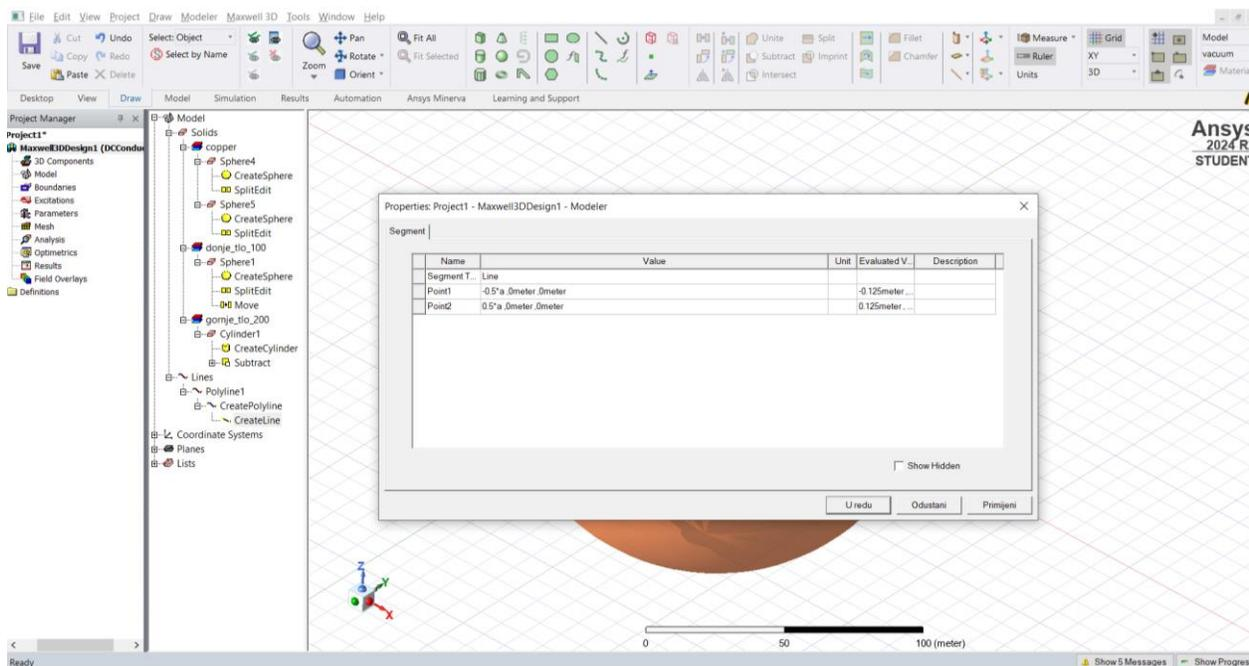 File Edit View Project Draw Modeler Maxwell 3D Tools Window Help
Save
Cut
Copy
Paste
Undo
Redo
Delete
Select: Object
Select by Name
Zoom
Pan
Rotate
Orient
Fit All
Fit Selected
Unite
Subtract
Intersect
Split
Imprint
Fillet
Chamfer
Measure
Ruler
Units
Grid
XY
3D
Model
vacuum
Desktop View Draw Model Simulation Results Automation Ansys Minerva Learning and Support
Project Manager
Project1*
Maxwell3DDesign1
3D Components
Model
Boundaries
Excitations
Parameters
Mesh
Analysis
Optimetrics
Results
Field Overlays
Definitions
Model
Solids
copper
Sphere4
CreateSphere
SplitEdit
Sphere5
CreateSphere
SplitEdit
donje_tlo_100
Sphere1
CreateSphere
SplitEdit
Move
gornje_tlo_200
Cylinder1
CreateCylinder
Subtract
Lines
Polyline1
CreatePolyline
CreateLine
Coordinate Systems
Planes
Lists
2024
STUDENT
Properties: Project1 - Maxwell3DDesign1 - Modeler
Segment
Name Value Unit Evaluated V... Description
Segment T... Line
Point1 -0.5*a ,0meter ,0meter -0.125meter ...
Point2 0.5*a ,0meter ,0meter 0.125meter , ...
Show Hidden
U redu Odustani Primijeni
Z
Y
X
0 50 100 (meter)
Ready
Show 5 Messages